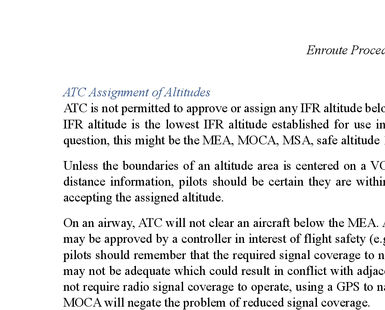 Enroute Proced
ATC Assignment of Altitudes
ATC is not permitted to approve or assign any IFR altitude belo
IFR altitude is the lowest IFR altitude established for use in
question, this might be the MEA, MOCA, MSA, safe altitude
Unless the boundaries of an altitude area is centered on a VO
distance information, pilots should be certain they are within
accepting the assigned altitude.
On an airway, ATC will not clear an aircraft below the MEA. A
may be approved by a controller in interest of flight safety (e.g
pilots should remember that the required signal coverage to n
may not be adequate which could result in conflict with adjac
not require radio signal coverage to operate, using a GPS to na
MOCA will negate the problem of reduced signal coverage.